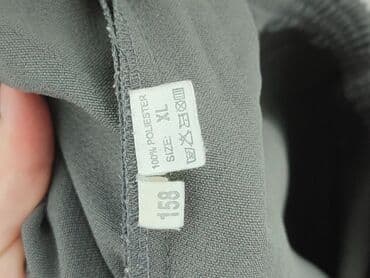 100% POLIESTER
SIZE: XL
158